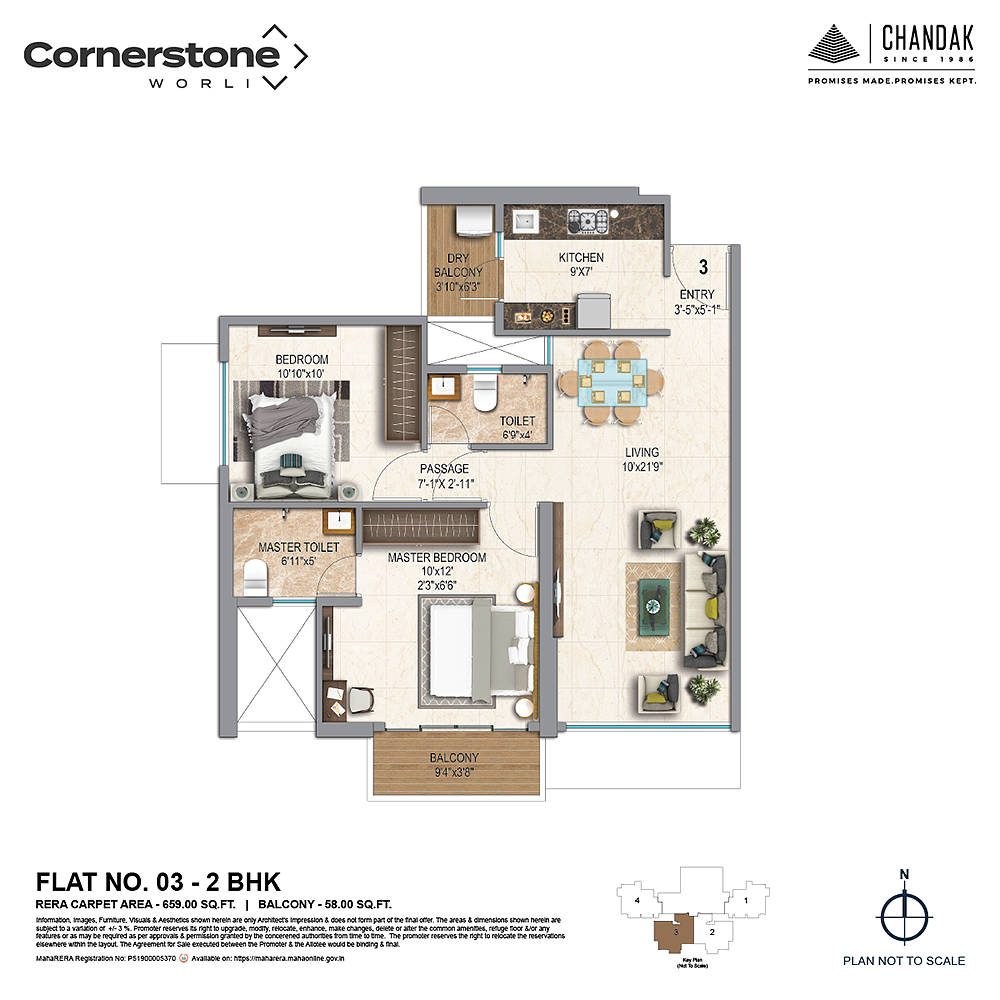 Cornerstone
WORLI
CHANDAK
SINCE 1986
PROMISES MADE.PROMISES KEPT.
DRY
BALCONY
3'10"x6'3"
KITCHEN
9'X7'
3
ENTRY
3'-5"x5'-1"
BEDROOM
10'10"x10'
TOILET
6'9"x4'
LIVING
10'x21'9"
PASSAGE
7'-1"X 2'-11"
MASTER TOILET
6'11"x5'
MASTER BEDROOM
10'x12'
2'3"x6'6"
BALCONY
9'4"x3'8"
FLAT NO. 03 - 2 BHK
RERA CARPET AREA - 659.00 SQ.FT. | BALCONY - 58.00 SQ.FT.
Information, Images, Furniture, Visuals & Aesthetics shown herein are only Architect's Impression & does not form part of the final offer. The areas & dimensions shown herein are
subject to a variation of +/- 3 %. Promoter reserves its right to upgrade, modify, relocate, enhance, make changes, delete or alter the common amenities, refuge floor &/or any
features or as may be required as per approvals & permission granted by the concerened authorities from time to time. The promoter reserves the right to relocate the reservations
elsewhere within the layout. The Agreement for Sale executed between the Promoter & the Allotee would be binding & final.
MahaRERA Registration No: P51900005370 Available on: https://maharera.mahaonline.gov.in
4
1
3
2
Key Plan
(Not To Scale)
N
PLAN NOT TO SCALE